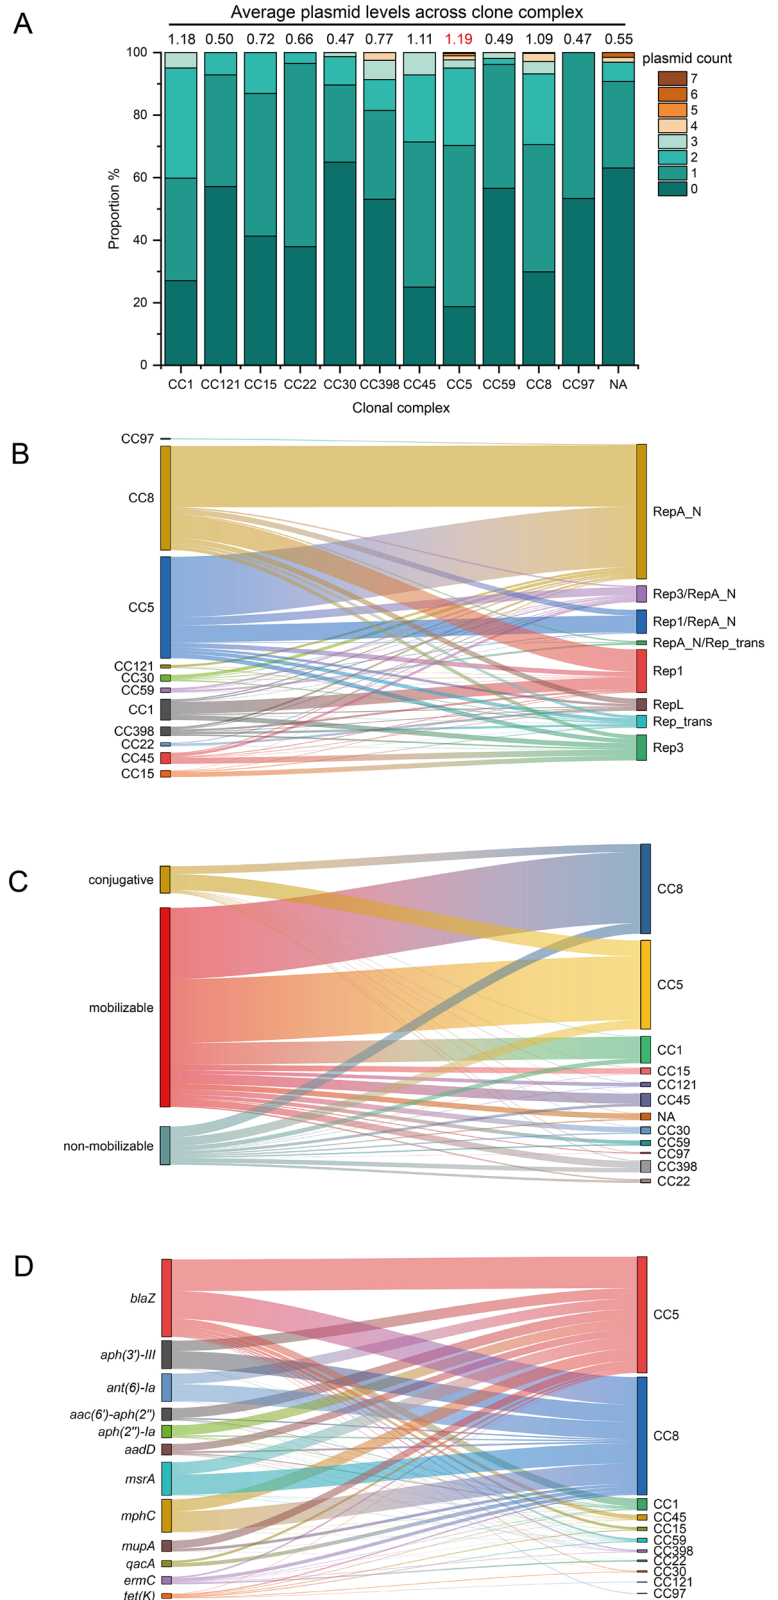 A
Average plasmid levels across clone complex
1.18 0.50 0.72 0.66 0.47 0.77 1.11 1.19 0.49 1.09 0.47 0.55
plasmid count
7
6
5
4
3
2
1
0
Proportion %
100
80
60
40
20
0
CC1 CC121 CC15 CC22 CC30 CC398 CC45 CC5 CC59 CC8 CC97 NA
Clonal complex
B
CC97
CC8
CC5
CC121
CC30
CC59
CC1
CC398
CC22
CC45
CC15
RepA_N
Rep3/RepA_N
Rep1/RepA_N
RepA_N/Rep_trans
Rep1
RepL
Rep_trans
Rep3
C
conjugative
mobilizable
non-mobilizable
CC8
CC5
CC1
CC15
CC121
CC45
NA
CC30
CC59
CC97
CC398
CC22
D
blaZ
aph(3')-III
ant(6)-Ia
aac(6')-aph(2'')
aph(2'')-Ia
aadD
msrA
mphC
mupA
qacA
ermC
tet(K)
CC5
CC8
CC1
CC45
CC15
CC59
CC398
CC22
CC30
CC121
CC97